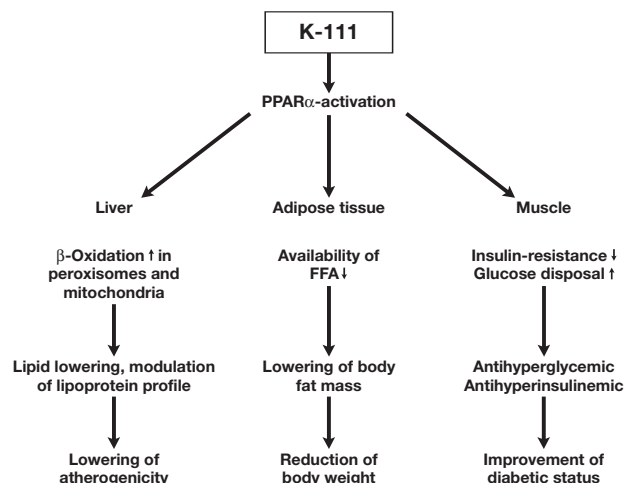 K-111
PPARα-activation
Liver
Adipose tissue
Muscle
β-Oxidation ↑ in
peroxisomes and
mitochondria
Availability of
FFA ↓
Insulin-resistance ↓
Glucose disposal ↑
Lipid lowering, modulation
of lipoprotein profile
Lowering of body
fat mass
Antihyperglycemic
Antihyperinsulinemic
Lowering of
atherogenicity
Reduction of
body weight
Improvement of
diabetic status